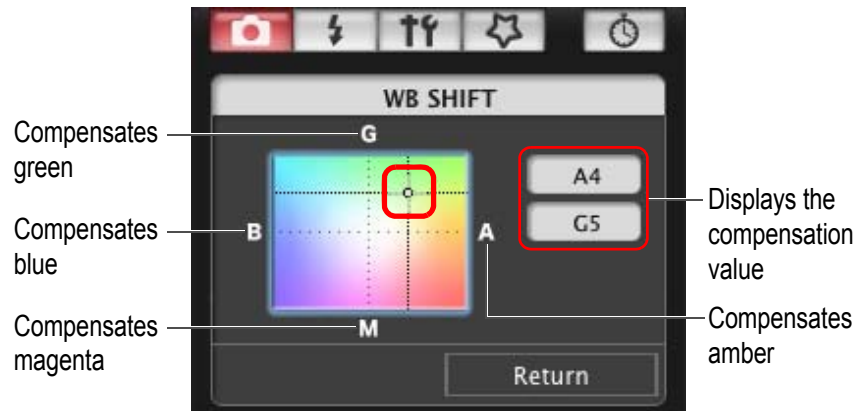 WB SHIFT
Compensates
green
G
A4
Compensates
blue
B
A
G5
Displays the
compensation
value
Compensates
magenta
M
Compensates
amber
Return